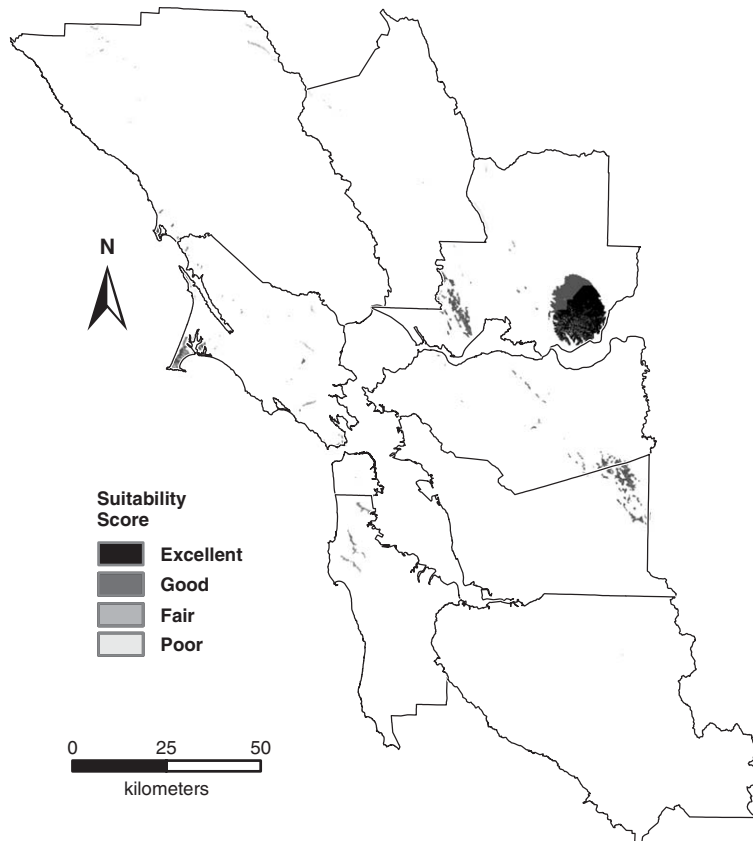 N
Suitability
Score
Excellent
Good
Fair
Poor
0 25 50
kilometers